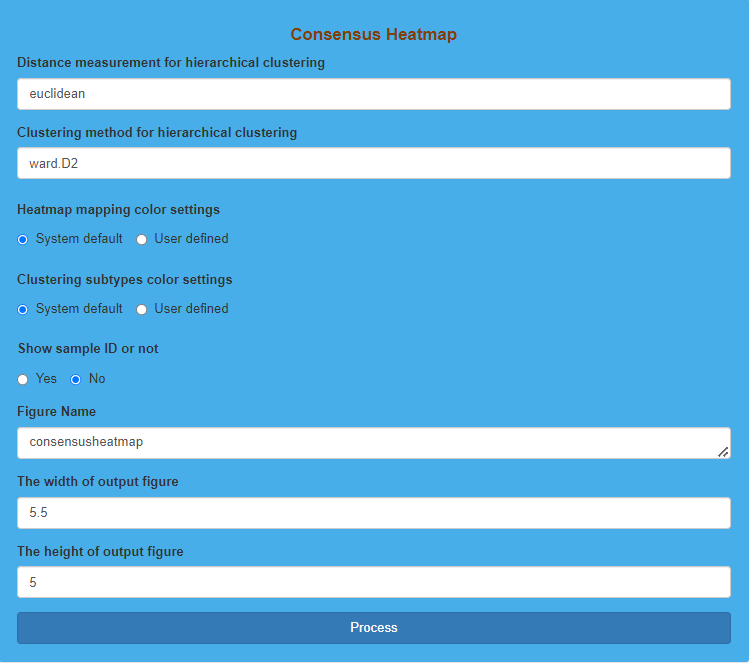 Consensus Heatmap
Distance measurement for hierarchical clustering
euclidean
Clustering method for hierarchical clustering
ward.D2
Heatmap mapping color settings
System default User defined
Clustering subtypes color settings
System default User defined
Show sample ID or not
Yes No
Figure Name
consensusheatmap
The width of output figure
5.5
The height of output figure
5
Process